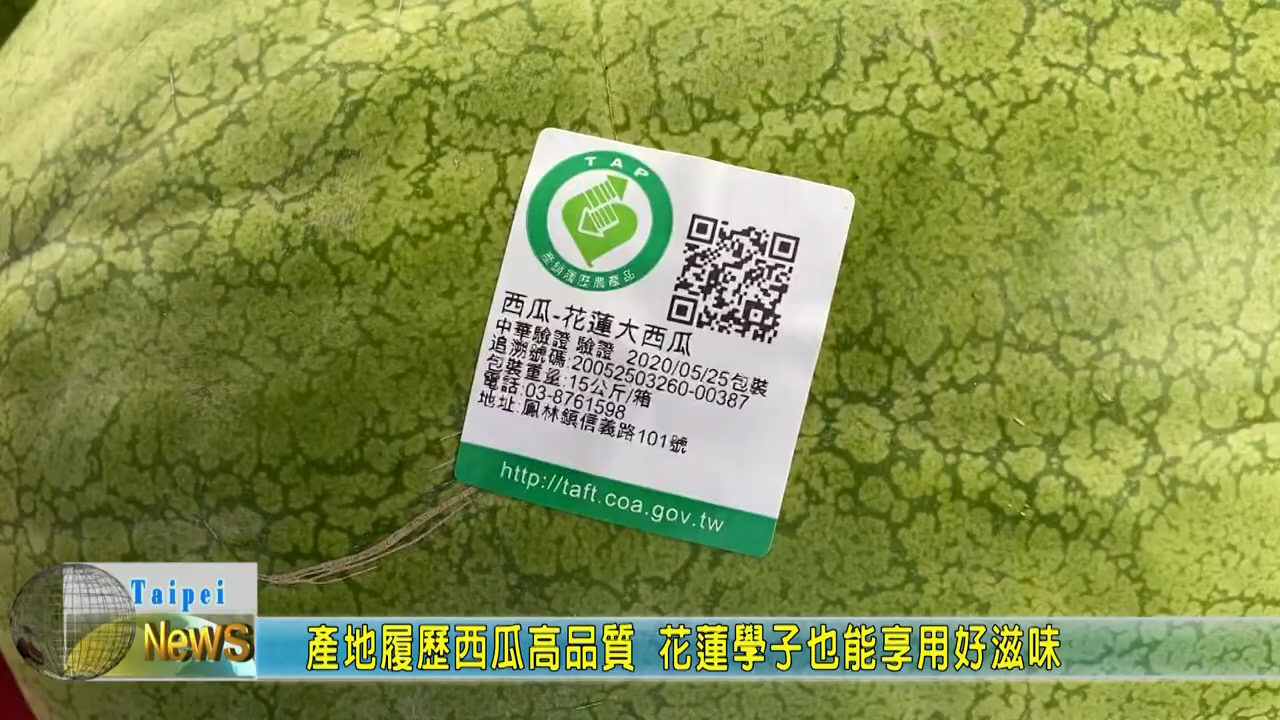 TAP
產銷履歷農產品
西瓜-花蓮大西瓜
中華驗證 驗證 2020/05/25包裝
追溯號碼:20052503260-00387
包裝重量:15公斤/箱
電話:03-8761598
地址:鳳林鎮信義路101號
http://taft.coa.gov.tw
Taipei
News
產地履歷西瓜高品質 花蓮學子也能享用好滋味